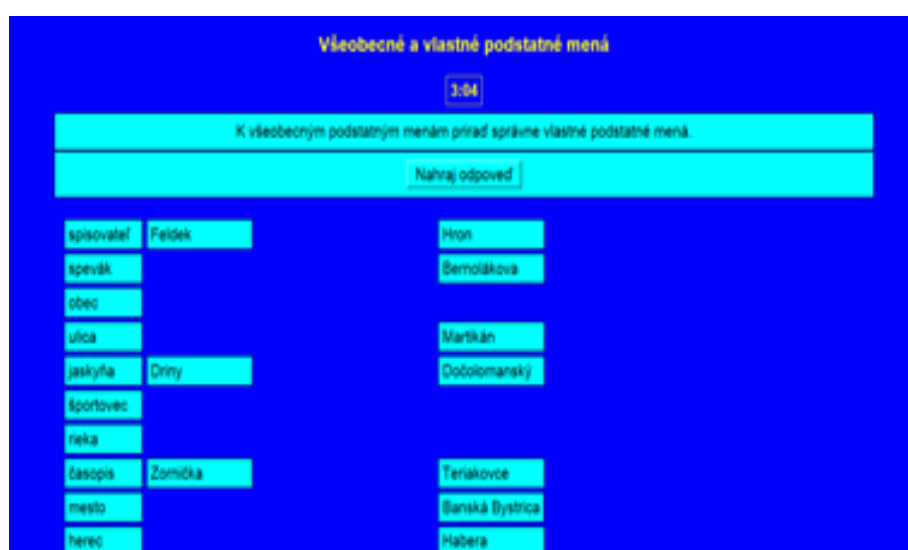 Všeobecné a vlastné podstatné mená
3:04
K všeobecným podstatným menám priraď správne vlastné podstatné mená.
Nahraj odpoveď
spisovateľ Feldek Hron
spevák Bernolákova
obec
ulica Martikán
jaskyňa Driny Dočolomanský
športovec
rieka
časopis Zornička Teriakovce
mesto Banská Bystrica
herec Habera